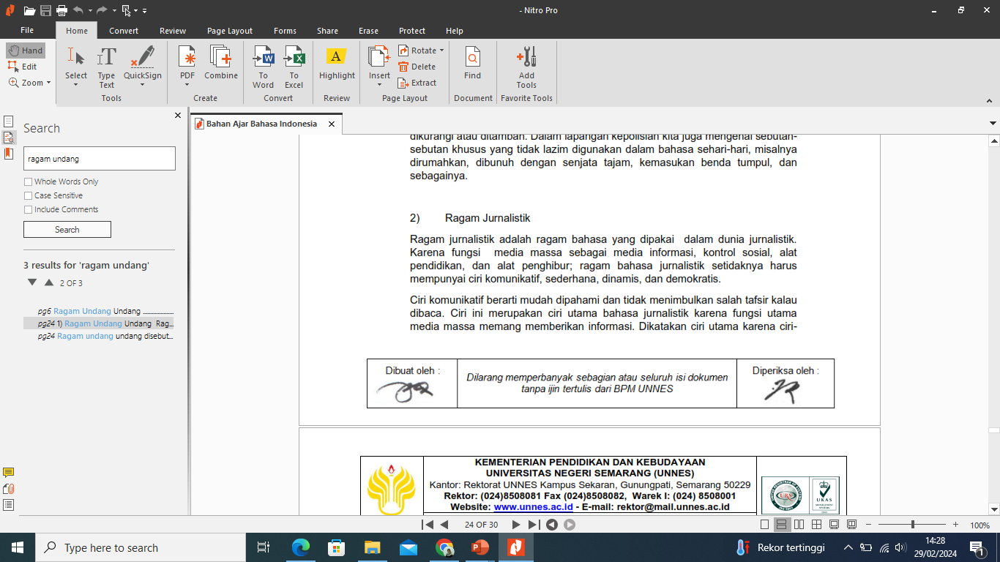 - Nitro Pro
File
Home
Convert
Review
Page Layout
Forms
Share
Erase
Protect
Help
Hand
Edit
Zoom
Select
Type Text
QuickSign
Tools
PDF
Combine
Create
To Word
To Excel
Convert
Highlight
Review
Insert
Rotate
Delete
Extract
Page Layout
Find
Document
Add Tools
Favorite Tools
Search
ragam undang
Whole Words Only
Case Sensitive
Include Comments
Search
3 results for 'ragam undang'
2 OF 3
pg6 Ragam Undang Undang ..................
pg24 1) Ragam Undang Undang Rag...
pg24 Ragam undang undang disebut...
Bahan Ajar Bahasa Indonesia
dikurangi atau ditambah. Dalam lapangan kepolisian kita juga mengenal sebutan-
sebutan khusus yang tidak lazim digunakan dalam bahasa sehari-hari, misalnya
dirumahkan, dibunuh dengan senjata tajam, kemasukan benda tumpul, dan
sebagainya.
2) Ragam Jurnalistik
Ragam jurnalistik adalah ragam bahasa yang dipakai dalam dunia jurnalistik.
Karena fungsi media massa sebagai media informasi, kontrol sosial, alat
pendidikan, dan alat penghibur; ragam bahasa jurnalistik setidaknya harus
mempunyai ciri komunikatif, sederhana, dinamis, dan demokratis.
Ciri komunikatif berarti mudah dipahami dan tidak menimbulkan salah tafsir kalau
dibaca. Ciri ini merupakan ciri utama bahasa jurnalistik karena fungsi utama
media massa memang memberikan informasi. Dikatakan ciri utama karena ciri-
Dibuat oleh :
Dilarang memperbanyak sebagian atau seluruh isi dokumen
tanpa ijin tertulis dari BPM UNNES
Diperiksa oleh :
KEMENTERIAN PENDIDIKAN DAN KEBUDAYAAN
UNIVERSITAS NEGERI SEMARANG (UNNES)
Kantor: Rektorat UNNES Kampus Sekaran, Gunungpati, Semarang 50229
Rektor: (024)8508081 Fax (024)8508082, Warek I: (024) 8508001
Website: www.unnes.ac.id - E-mail: rektor@mail.unnes.ac.id
URS
UKAS
MANAGEMENT
SYSTEMS
24 OF 30
100%
Type here to search
Rekor tertinggi
14:28
29/02/2024
1